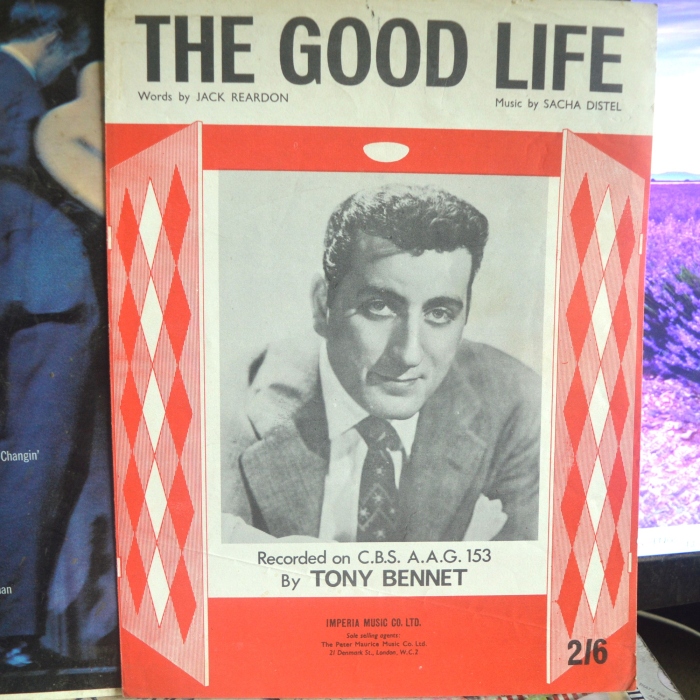 THE GOOD LIFE
Words by JACK REARDON
Music by SACHA DISTEL
Changin'
an
Recorded on C.B.S. A.A.G. 153
By TONY BENNET
IMPERIA MUSIC CO. LTD.
Sole selling agents:
The Peter Maurice Music Co. Ltd.
21 Denmark St., London, W.C.2
2/6